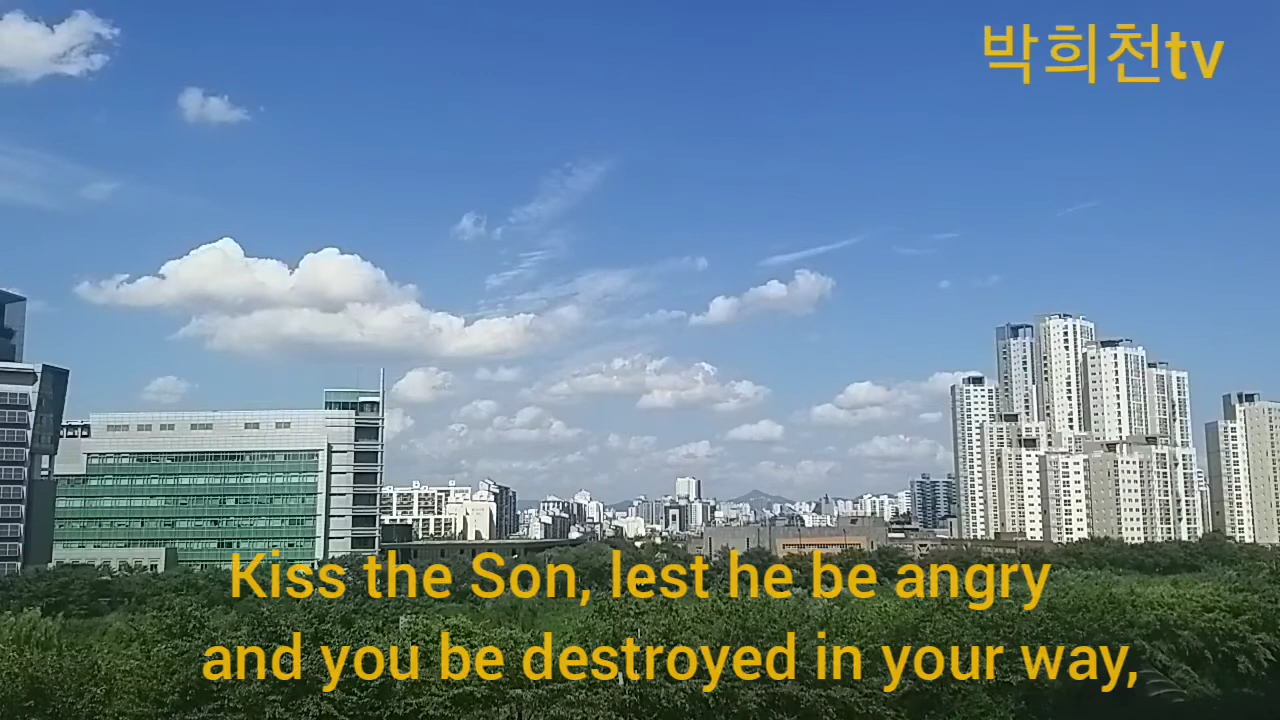 박희천tv
Kiss the Son, lest he be angry
and you be destroyed in your way,